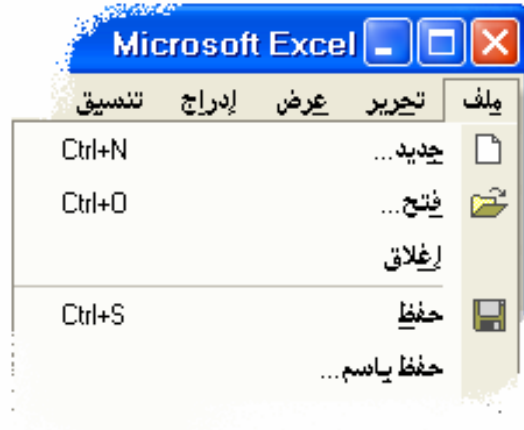 Microsoft Excel
ملف تحرير عرض إدراج تنسيق
جديد... Ctrl+N
فتح... Ctrl+O
إغلاق
حفظ Ctrl+S
حفظ باسم...